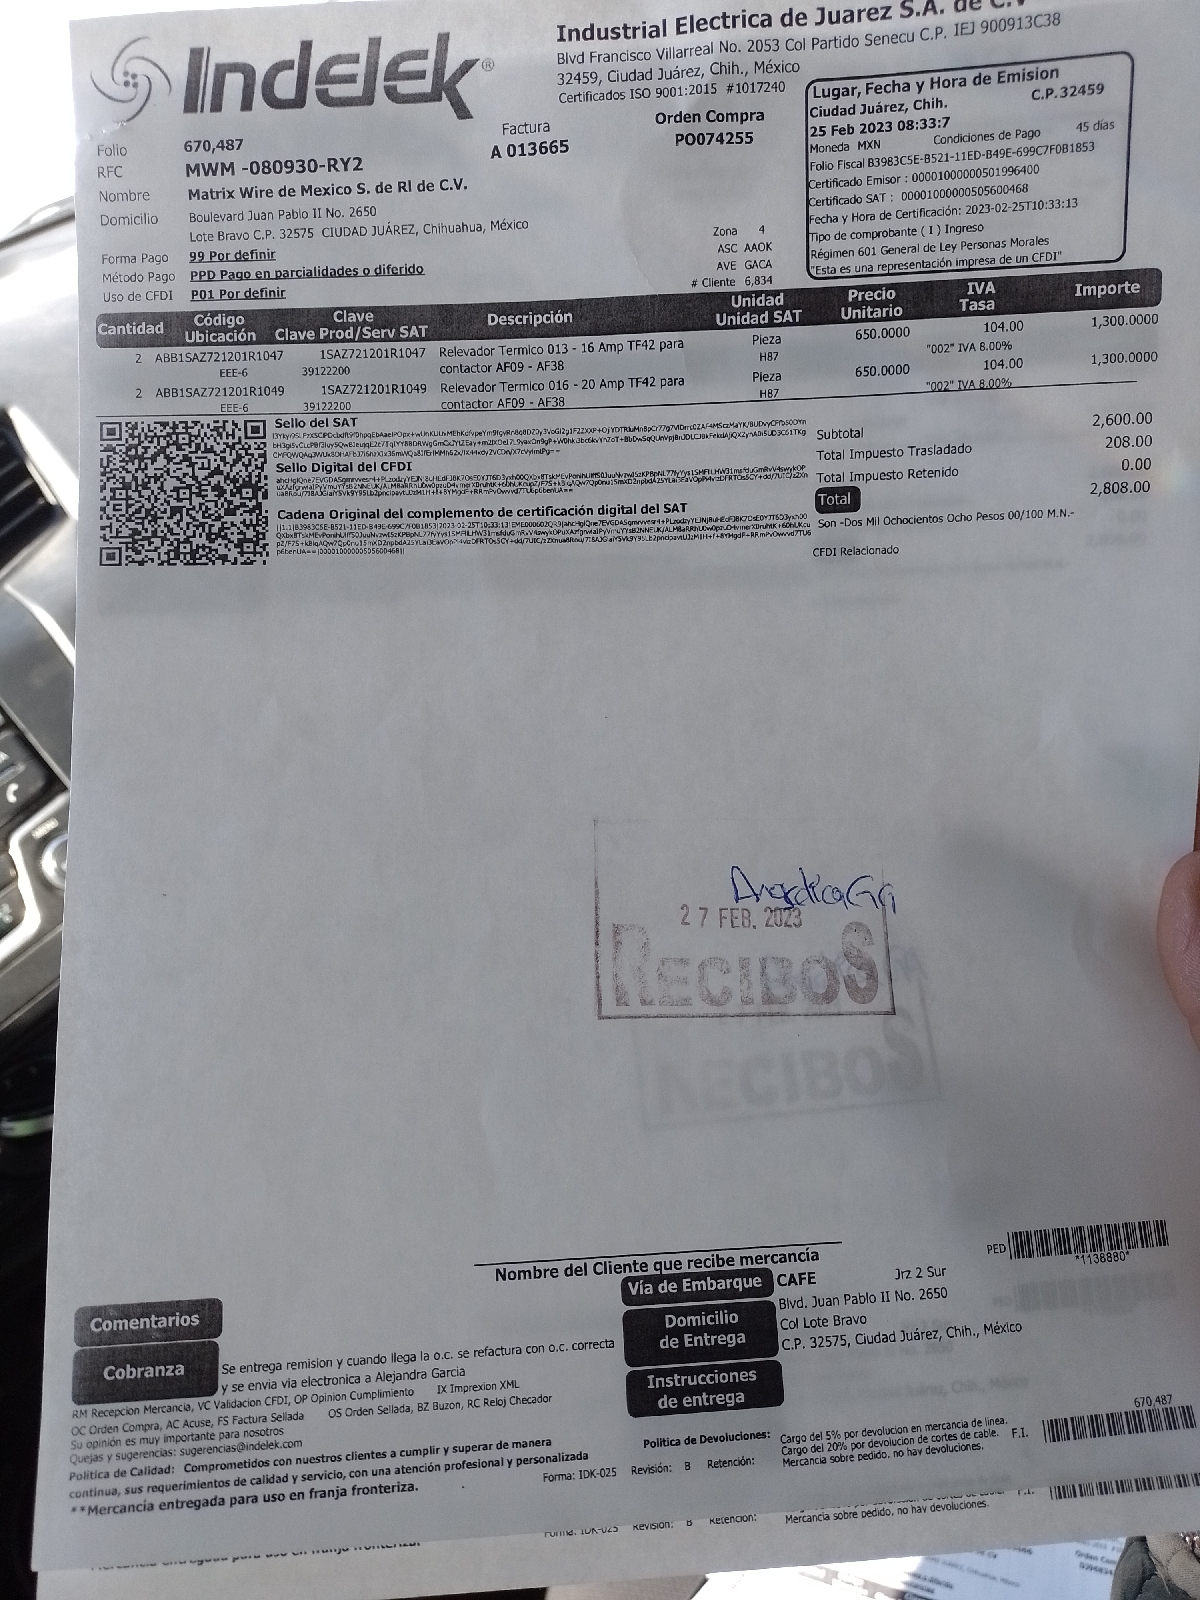 Indelek®
Industrial Electrica de Juarez S.A. de C.V
Blvd Francisco Villarreal No. 2053 Col Partido Senecu C.P. IEJ 900913C38
32459, Ciudad Juárez, Chih., México
Certificados ISO 9001:2015 #1017240
Lugar, Fecha y Hora de Emision
Ciudad Juárez, Chih. C.P.32459
25 Feb 2023 08:33:7
Moneda MXN Condiciones de Pago 45 días
Folio Fiscal B3983C5E-B521-11ED-B49E-699C7F0B1853
Certificado Emisor : 00001000000501996400
Certificado SAT : 00001000000505600468
Fecha y Hora de Certificación: 2023-02-25T10:33:13
Tipo de comprobante ( I ) Ingreso
Régimen 601 General de Ley Personas Morales
"Esta es una representación impresa de un CFDI"
Factura
A 013665
Orden Compra
PO074255
Folio 670,487
RFC MWM -080930-RY2
Nombre Matrix Wire de Mexico S. de Rl de C.V.
Domicilio Boulevard Juan Pablo II No. 2650
Lote Bravo C.P. 32575 CIUDAD JUÁREZ, Chihuahua, México
Forma Pago 99 Por definir
Método Pago PPD Pago en parcialidades o diferido
Uso de CFDI P01 Por definir
Zona 4
ASC AAOK
AVE GACA
# Cliente 6,834
Cantidad Código Ubicación Clave Clave Prod/Serv SAT Descripción Unidad Unidad SAT Precio Unitario IVA Tasa Importe
2 ABB1SAZ721201R1047 1SAZ721201R1047 Relevador Termico 013 - 16 Amp TF42 para Pieza 650.0000 104.00 1,300.0000
EEE-6 39122200 contactor AF09 - AF38 H87 "002" IVA 8.00%
2 ABB1SAZ721201R1049 1SAZ721201R1049 Relevador Termico 016 - 20 Amp TF42 para Pieza 650.0000 104.00 1,300.0000
EEE-6 39122200 contactor AF09 - AF38 H87 "002" IVA 8.00%
Sello del SAT
Sello Digital del CFDI
Cadena Original del complemento de certificación digital del SAT
Subtotal 2,600.00
Total Impuesto Trasladado 208.00
Total Impuesto Retenido 0.00
Total 2,808.00
Son -Dos Mil Ochocientos Ocho Pesos 00/100 M.N.-
CFDI Relacionado
27 FEB. 2023
RECIBOS
Nombre del Cliente que recibe mercancía
PED
*1138880*
Vía de Embarque CAFE Jrz 2 Sur
Domicilio de Entrega
Blvd. Juan Pablo II No. 2650
Col Lote Bravo
C.P. 32575, Ciudad Juárez, Chih., México
Instrucciones de entrega
Comentarios
Cobranza
Se entrega remision y cuando llega la o.c. se refactura con o.c. correcta
y se envia via electronica a Alejandra Garcia
RM Recepcion Mercancia, VC Validacion CFDI, OP Opinion Cumplimiento IX Imprexion XML
OC Orden Compra, AC Acuse, FS Factura Sellada OS Orden Sellada, BZ Buzon, RC Reloj Checador
Su opinión es muy importante para nosotros
Quejas y sugerencias: sugerencias@indelek.com
Política de Calidad: Comprometidos con nuestros clientes a cumplir y superar de manera
continua, sus requerimientos de calidad y servicio, con una atención profesional y personalizada
**Mercancia entregada para uso en franja fronteriza.
Forma: IDK-025 Revisión: B Retención:
Politica de Devoluciones: Cargo del 5% por devolucion en mercancia de linea.
Cargo del 20% por devolucion de cortes de cable. F.I.
Mercancia sobre pedido, no hay devoluciones.
670,487
Forma: IDK-025 Revisión: B Retención:
Mercancia sobre pedido, no hay devoluciones.